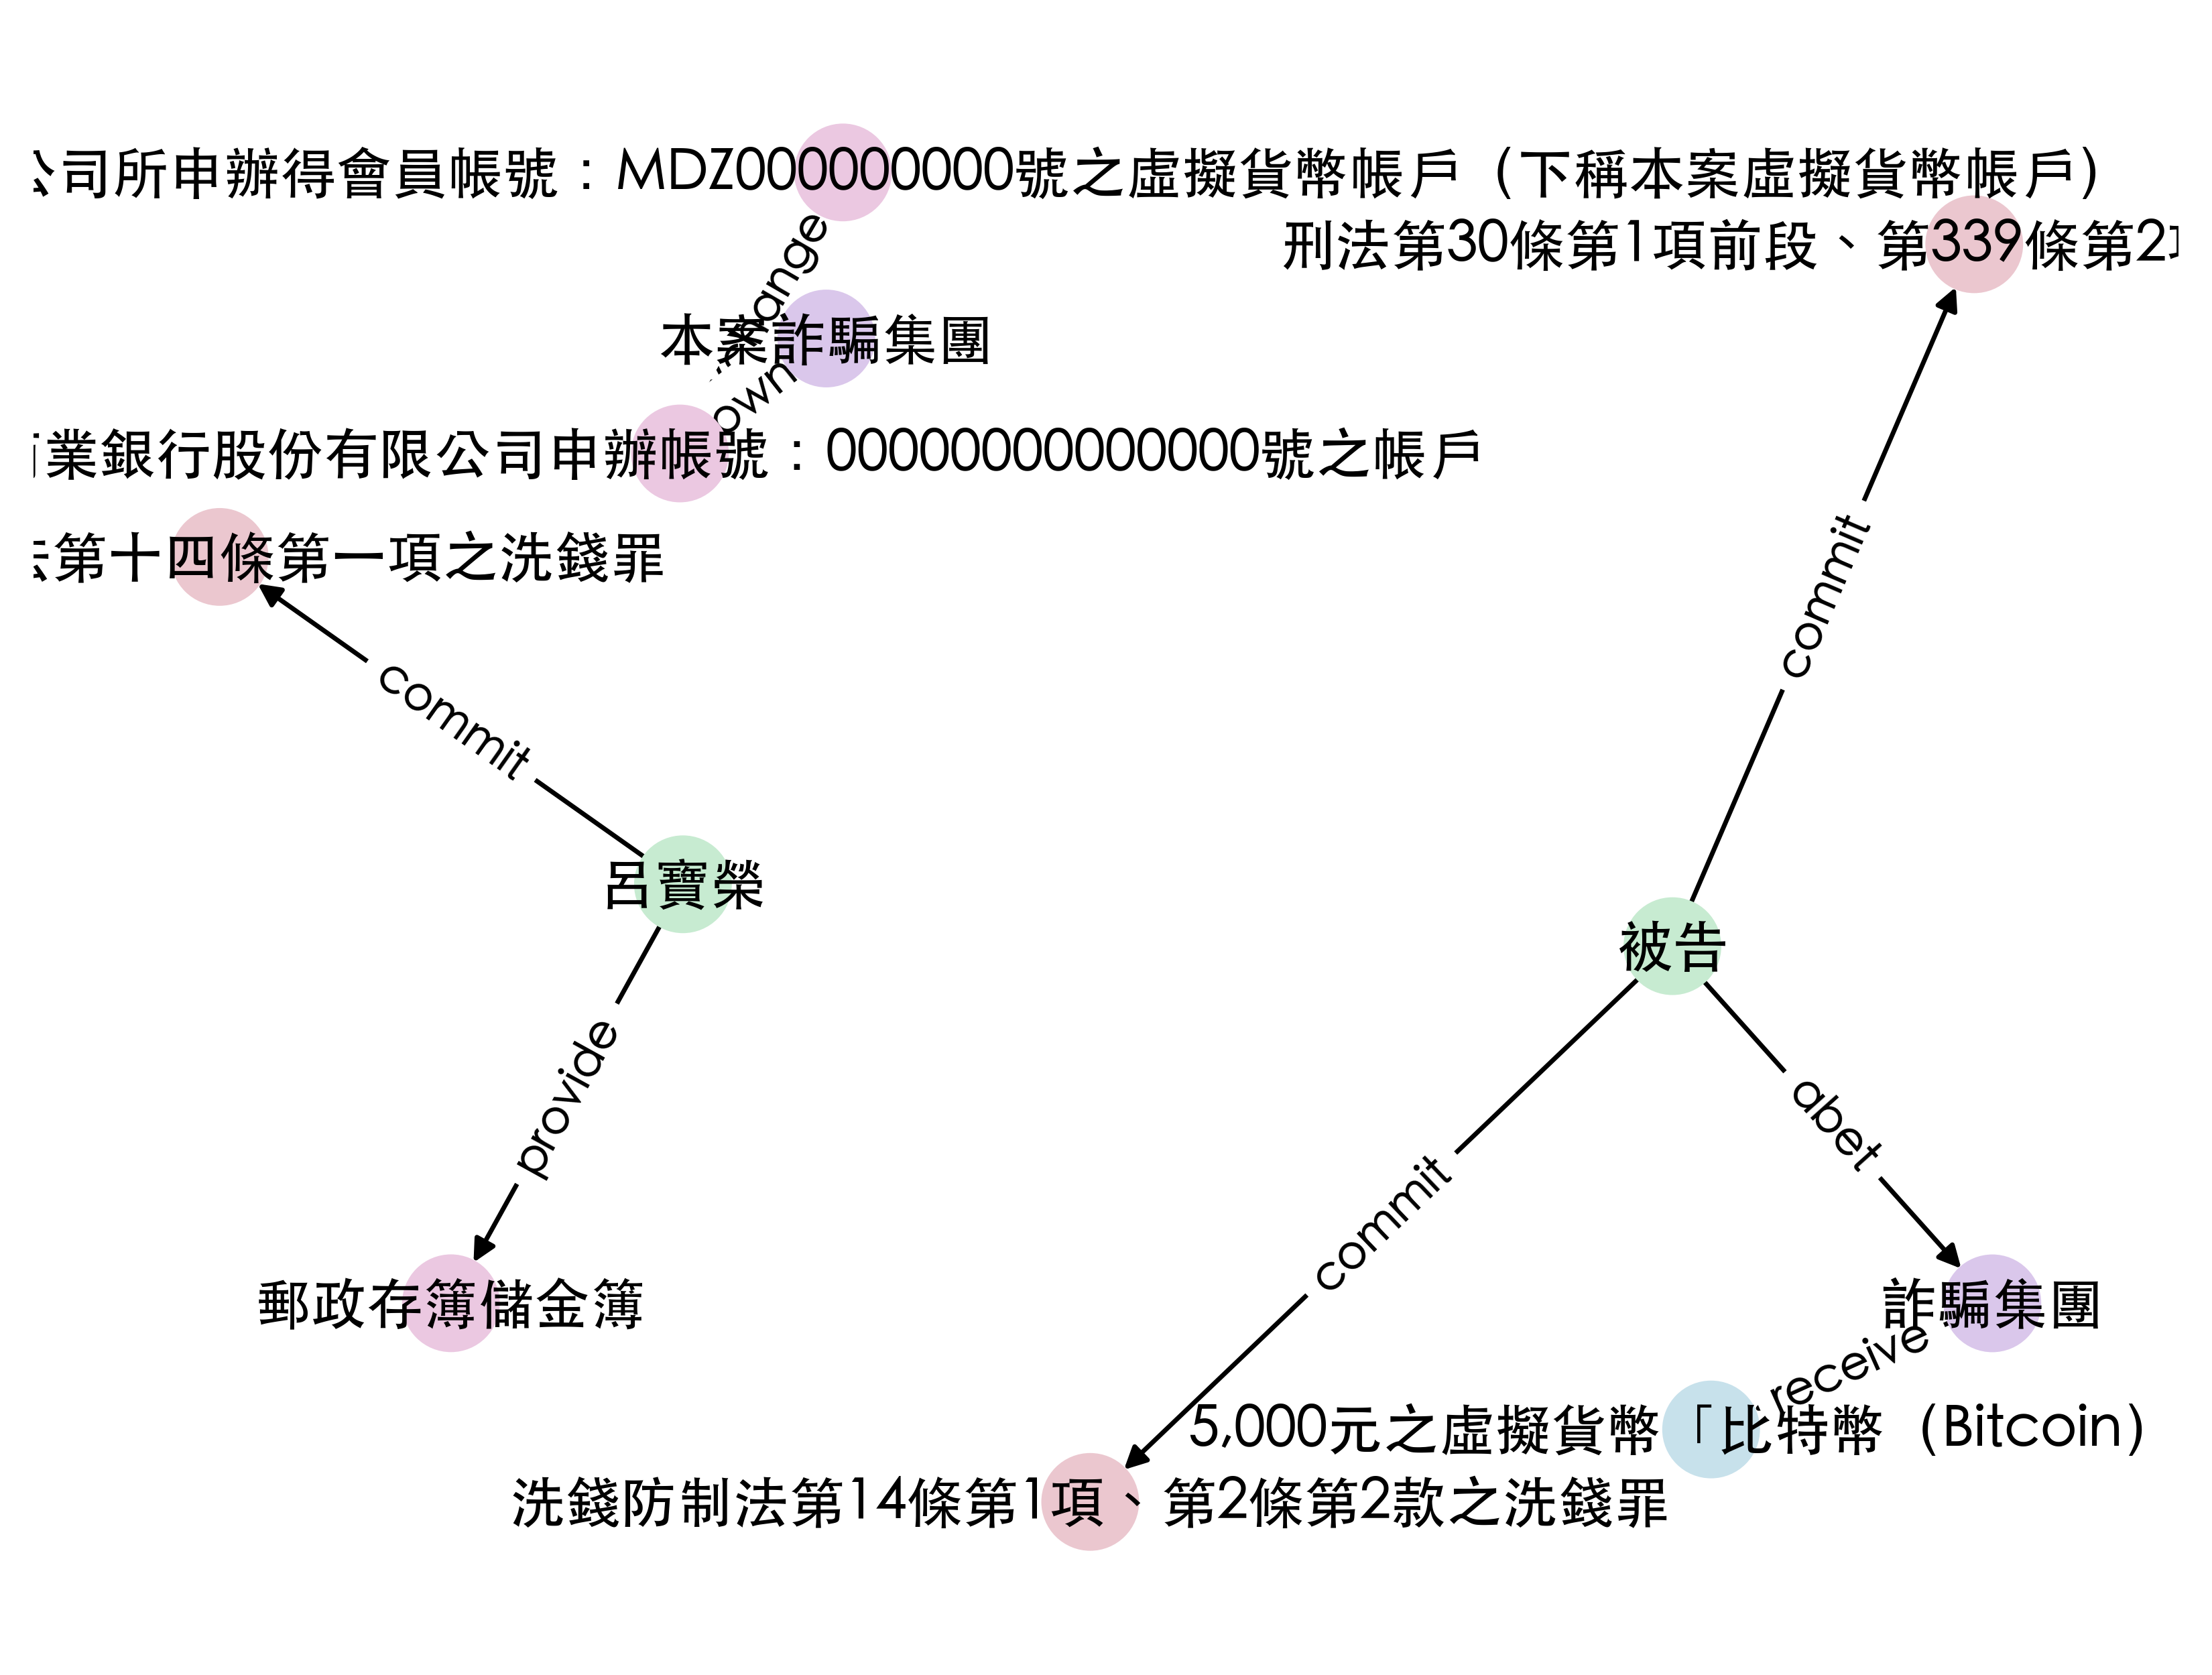 公司所申辦得會員帳號：MDZ000000000號之虛擬貨幣帳戶（下稱本案虛擬貨幣帳戶）
刑法第30條第1項前段、第339條第2
本案詐騙集團
own
業銀行股份有限公司申辦帳號：00000000000000號之帳戶
第十四條第一項之洗錢罪
commit
commit
呂寶榮
被告
provide
abet
commit
郵政存簿儲金簿
詐騙集團
receive
5,000元之虛擬貨幣「比特幣（Bitcoin）
洗錢防制法第14條第1項、第2條第2款之洗錢罪